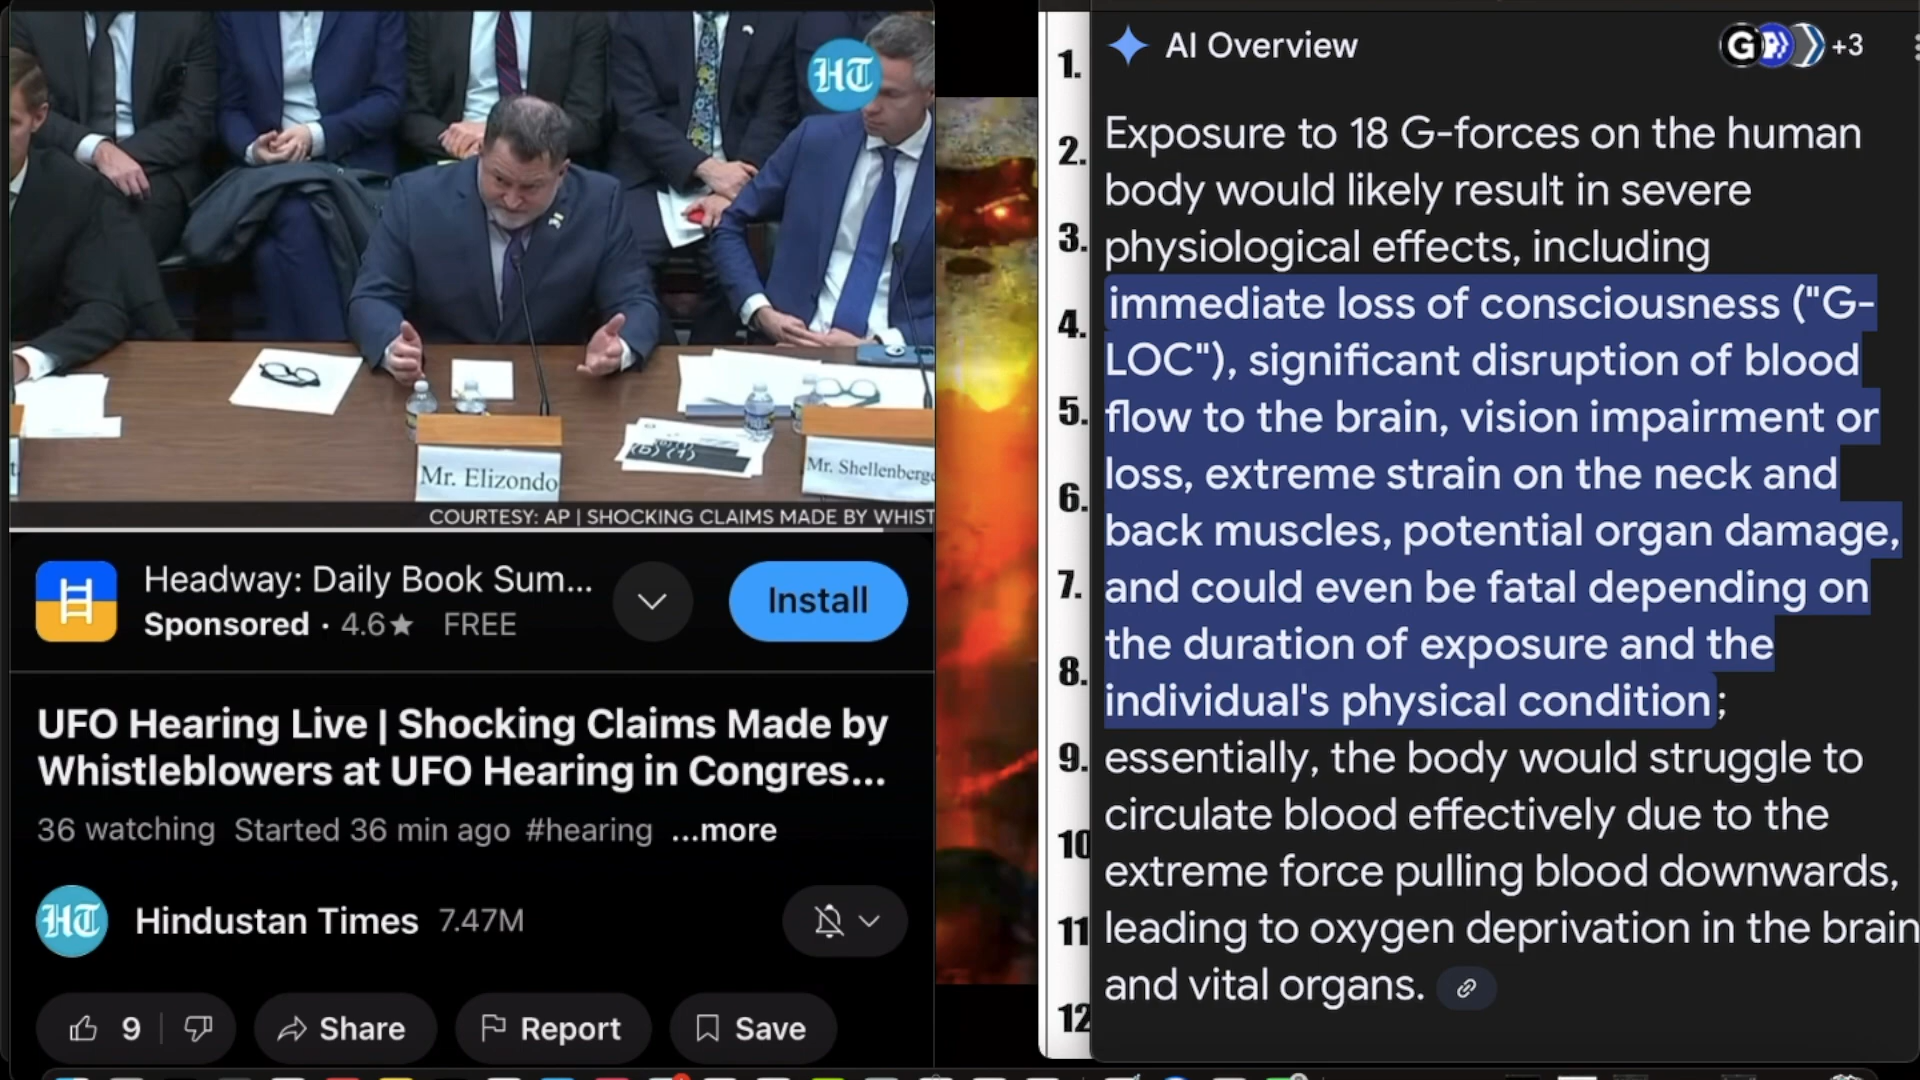 HT
Mr. Elizondo
(b) (1)
Mr. Shellenberge
COURTESY: AP | SHOCKING CLAIMS MADE BY WHIST
Headway: Daily Book Sum...
Sponsored · 4.6★ FREE
Install
UFO Hearing Live | Shocking Claims Made by
Whistleblowers at UFO Hearing in Congres...
36 watching Started 36 min ago #hearing ...more
HT
Hindustan Times 7.47M
9
Share
Report
Save
1.
2.
3.
4.
5.
6.
7.
8.
9.
10
11
12
AI Overview
G
+3
Exposure to 18 G-forces on the human
body would likely result in severe
physiological effects, including
immediate loss of consciousness ("G-
LOC"), significant disruption of blood
flow to the brain, vision impairment or
loss, extreme strain on the neck and
back muscles, potential organ damage,
and could even be fatal depending on
the duration of exposure and the
individual's physical condition;
essentially, the body would struggle to
circulate blood effectively due to the
extreme force pulling blood downwards,
leading to oxygen deprivation in the brain
and vital organs.